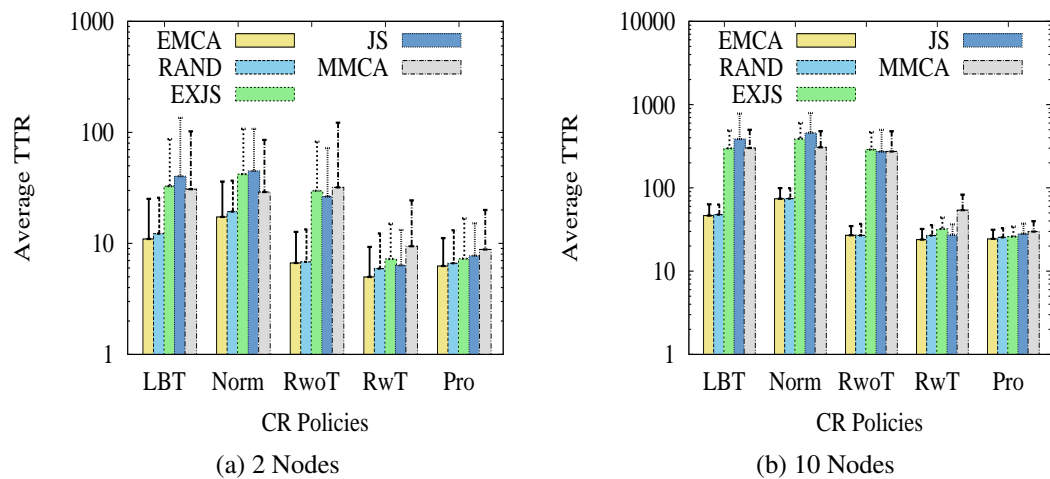 1000
100
10
1
Average TTR
EMCA
RAND
EXJS
JS
MMCA
LBT Norm RwoT RwT Pro
CR Policies
(a) 2 Nodes
10000
1000
100
10
1
Average TTR
EMCA
RAND
EXJS
JS
MMCA
LBT Norm RwoT RwT Pro
CR Policies
(b) 10 Nodes